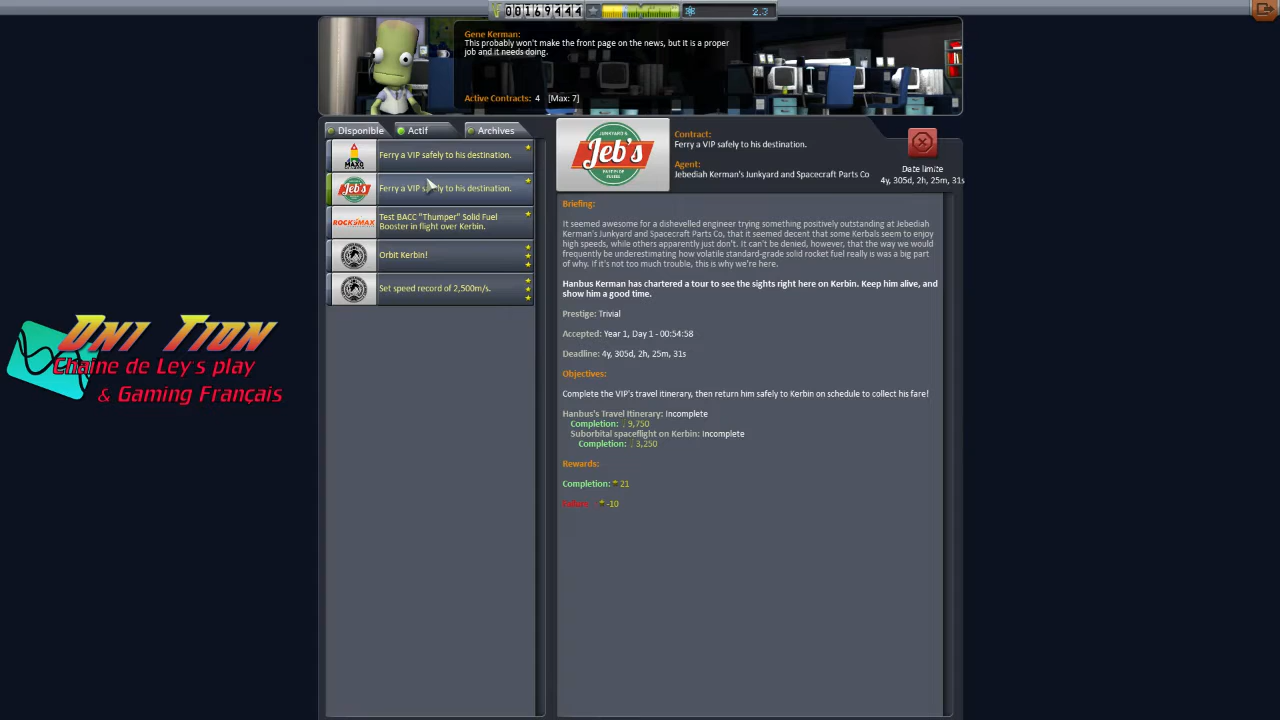 00169444
2.3
Gene Kerman:
This probably won't make the front page on the news, but it is a proper
job and it needs doing.
Active Contracts: 4 [Max: 7]
Disponible
Actif
Archives
Ferry a VIP safely to his destination.
Jeb's
Ferry a VIP safely to his destination.
ROCKOMAX
Test BACC "Thumper" Solid Fuel
Booster in flight over Kerbin.
Orbit Kerbin!
Set speed record of 2,500m/s.
JUNKYARD &
Jeb's
Contract:
Ferry a VIP safely to his destination.
Agent:
Jebediah Kerman's Junkyard and Spacecraft Parts Co
Date limite
4y, 305d, 2h, 25m, 31s
Briefing:
It seemed awesome for a dishevelled engineer trying something positively outstanding at Jebediah
Kerman's Junkyard and Spacecraft Parts Co, that it seemed decent that some Kerbals seem to enjoy
high speeds, while others apparently just don't. It can't be denied, however, that the way we would
frequently be underestimating how volatile standard-grade solid rocket fuel really is was a big part
of why. If it's not too much trouble, this is why we're here.
Hanbus Kerman has chartered a tour to see the sights right here on Kerbin. Keep him alive, and
show him a good time.
Prestige: Trivial
Accepted: Year 1, Day 1 - 00:54:58
Deadline: 4y, 305d, 2h, 25m, 31s
Objectives:
Complete the VIP's travel itinerary, then return him safely to Kerbin on schedule to collect his fare!
Hanbus's Travel Itinerary: Incomplete
Completion: 9,750
Suborbital spaceflight on Kerbin: Incomplete
Completion: 3,250
Rewards:
Completion: 21
-10
Oni Tion
Chaine de Ley's play
& Gaming Français